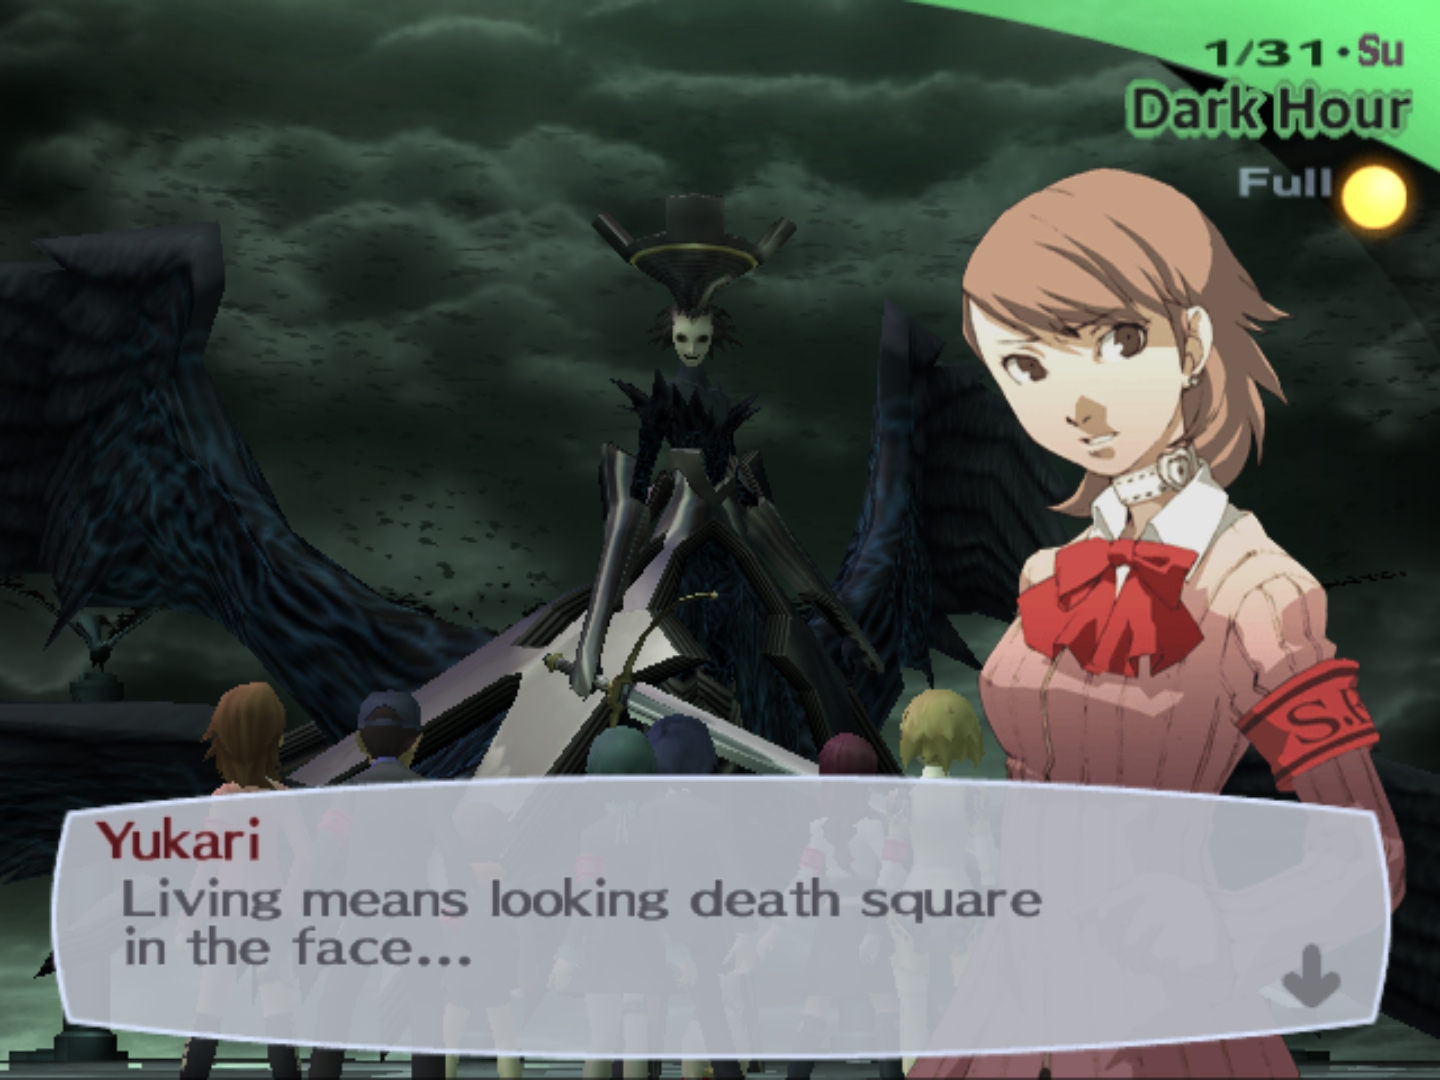 1/31・Su
Dark Hour
Full
Yukari
Living means looking death square
in the face...
S.